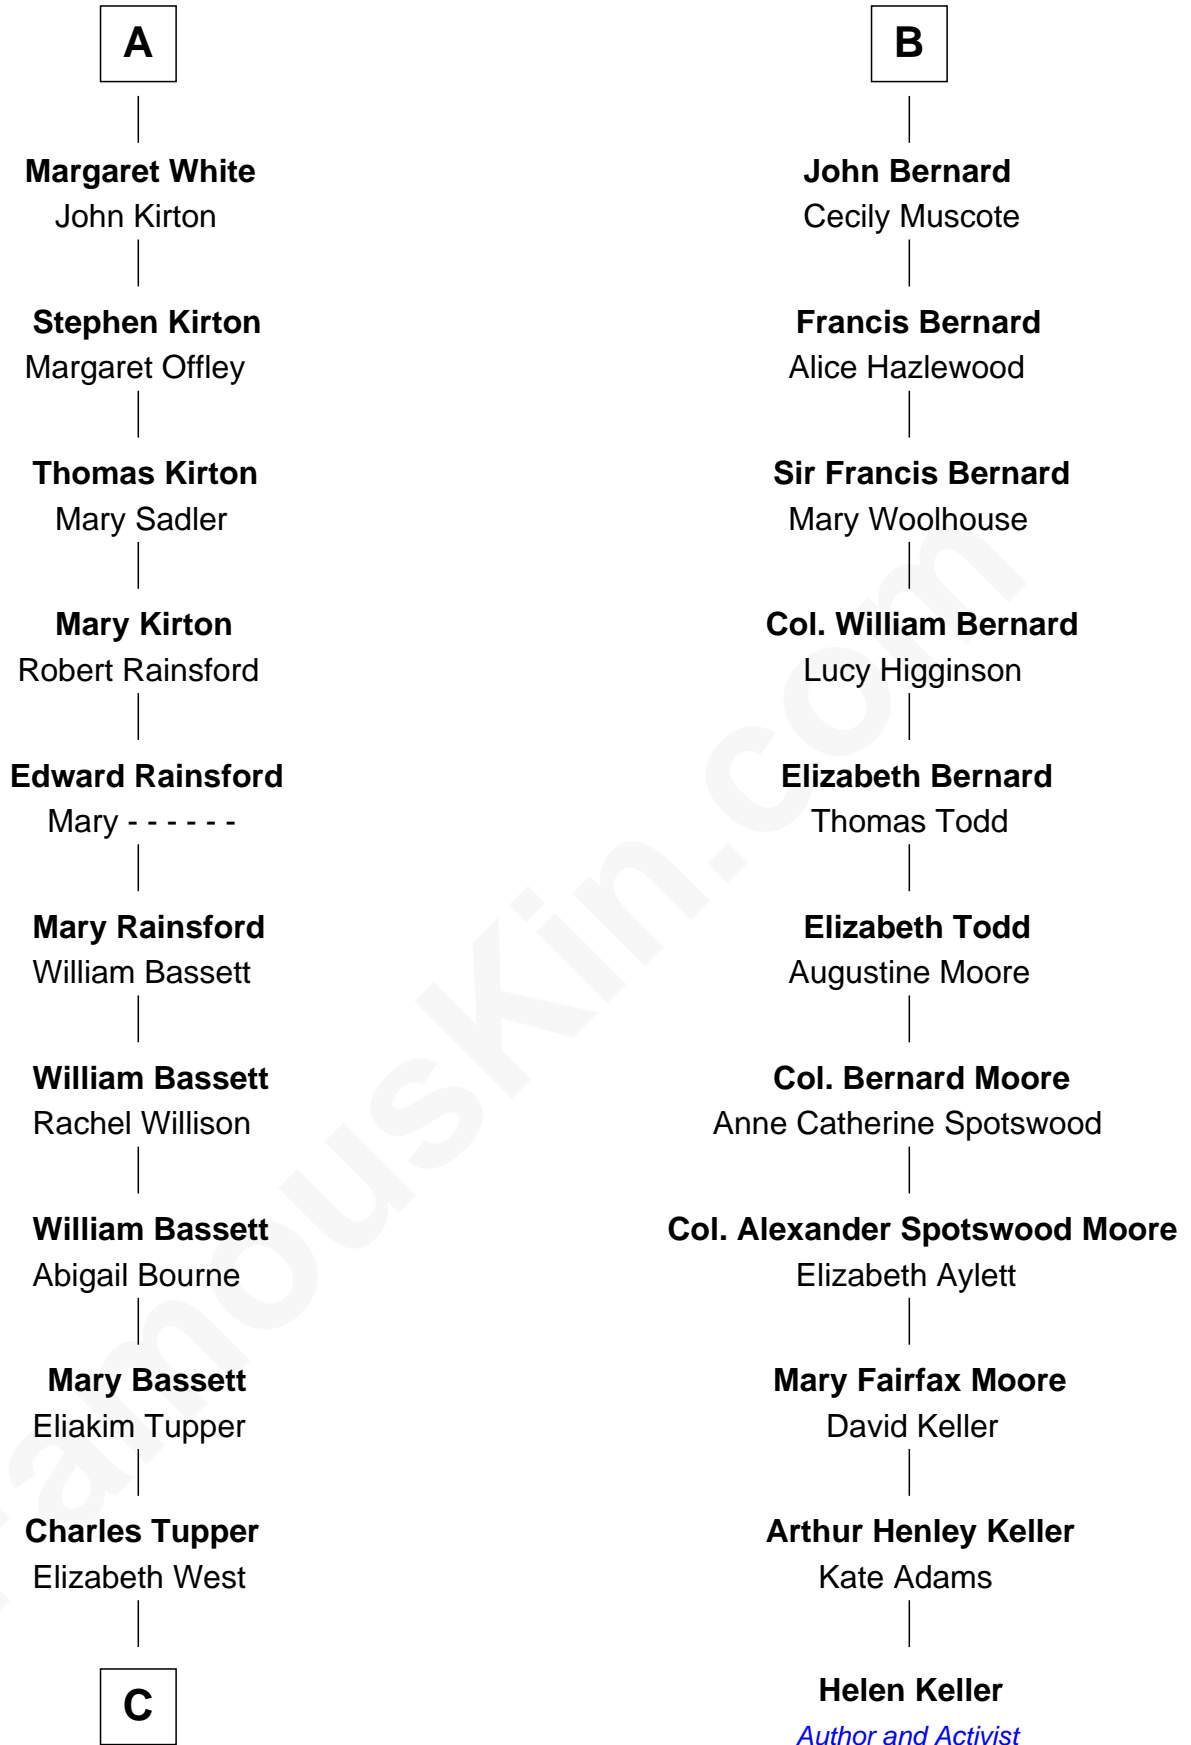 A
Margaret White
John Kirton
Stephen Kirton
Margaret Offley
Thomas Kirton
Mary Sadler
Mary Kirton
Robert Rainsford
Edward Rainsford
Mary - - - - - -
Mary Rainsford
William Bassett
William Bassett
Rachel Willison
William Bassett
Abigail Bourne
Mary Bassett
Eliakim Tupper
Charles Tupper
Elizabeth West
C
B
John Bernard
Cecily Muscote
Francis Bernard
Alice Hazlewood
Sir Francis Bernard
Mary Woolhouse
Col. William Bernard
Lucy Higginson
Elizabeth Bernard
Thomas Todd
Elizabeth Todd
Augustine Moore
Col. Bernard Moore
Anne Catherine Spotswood
Col. Alexander Spotswood Moore
Elizabeth Aylett
Mary Fairfax Moore
David Keller
Arthur Henley Keller
Kate Adams
Helen Keller
Author and Activist
FamousKin.com